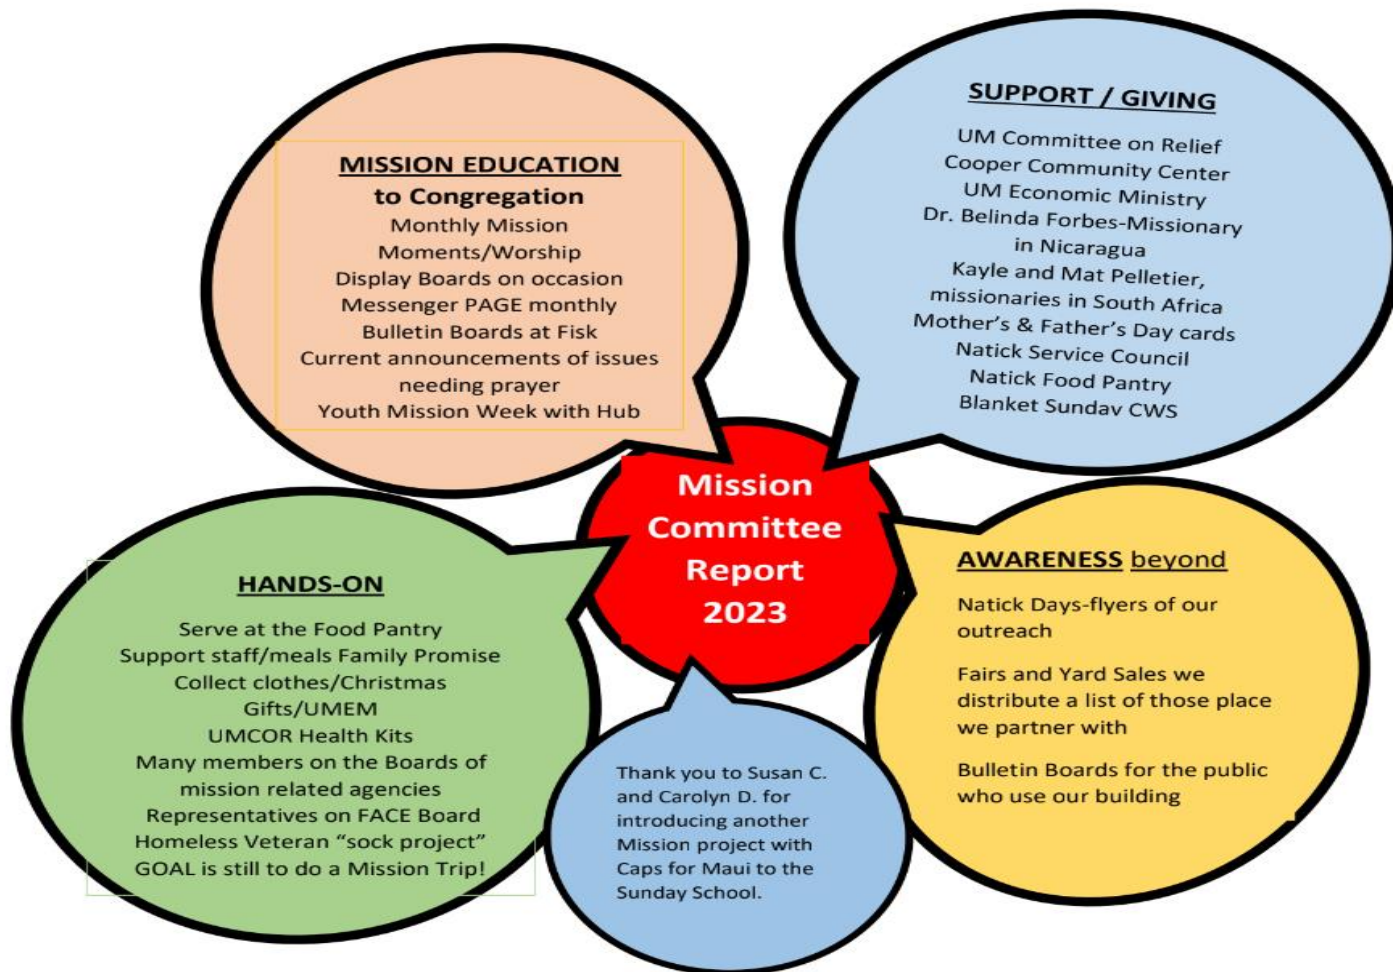 MISSION EDUCATION
to Congregation
Monthly Mission
Moments/Worship
Display Boards on occasion
Messenger PAGE monthly
Bulletin Boards at Fisk
Current announcements of issues
needing prayer
Youth Mission Week with Hub
SUPPORT / GIVING
UM Committee on Relief
Cooper Community Center
UM Economic Ministry
Dr. Belinda Forbes-Missionary
in Nicaragua
Kayle and Mat Pelletier,
missionaries in South Africa
Mother's & Father's Day cards
Natick Service Council
Natick Food Pantry
Blanket Sunday CWS
Mission
Committee
Report
2023
HANDS-ON
Serve at the Food Pantry
Support staff/meals Family Promise
Collect clothes/Christmas
Gifts/UMEM
UMCOR Health Kits
Many members on the Boards of
mission related agencies
Representatives on FACE Board
Homeless Veteran “sock project”
GOAL is still to do a Mission Trip!
Thank you to Susan C.
and Carolyn D. for
introducing another
Mission project with
Caps for Maui to the
Sunday School.
AWARENESS beyond
Natick Days-flyers of our
outreach
Fairs and Yard Sales we
distribute a list of those place
we partner with
Bulletin Boards for the public
who use our building